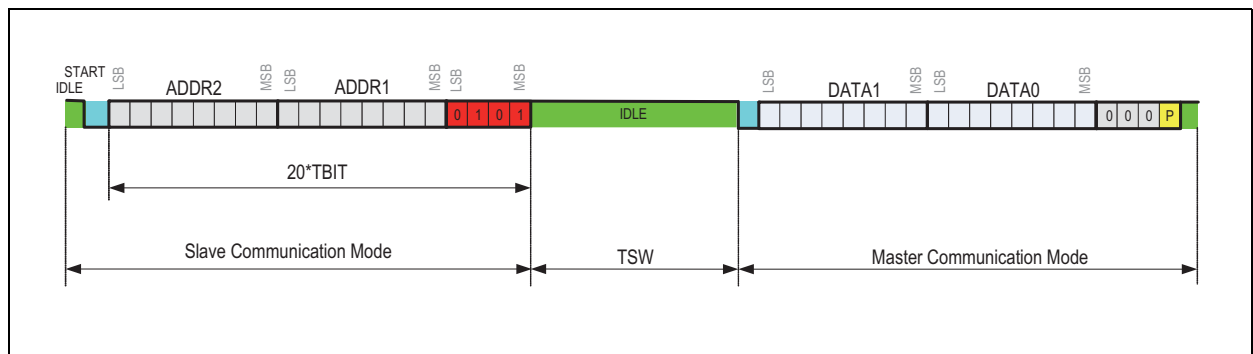 START
IDLE
LSB ADDR2 MSB LSB ADDR1 MSB LSB MSB LSB DATA1 MSB LSB DATA0 MSB
0 1 0 1 IDLE 0 0 0 P
20*TBIT
Slave Communication Mode TSW Master Communication Mode